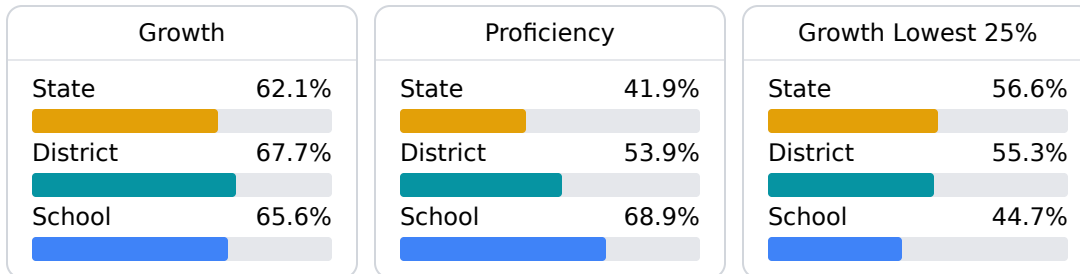 Growth
State 62.1%
District 67.7%
School 65.6%
Proficiency
State 41.9%
District 53.9%
School 68.9%
Growth Lowest 25%
State 56.6%
District 55.3%
School 44.7%